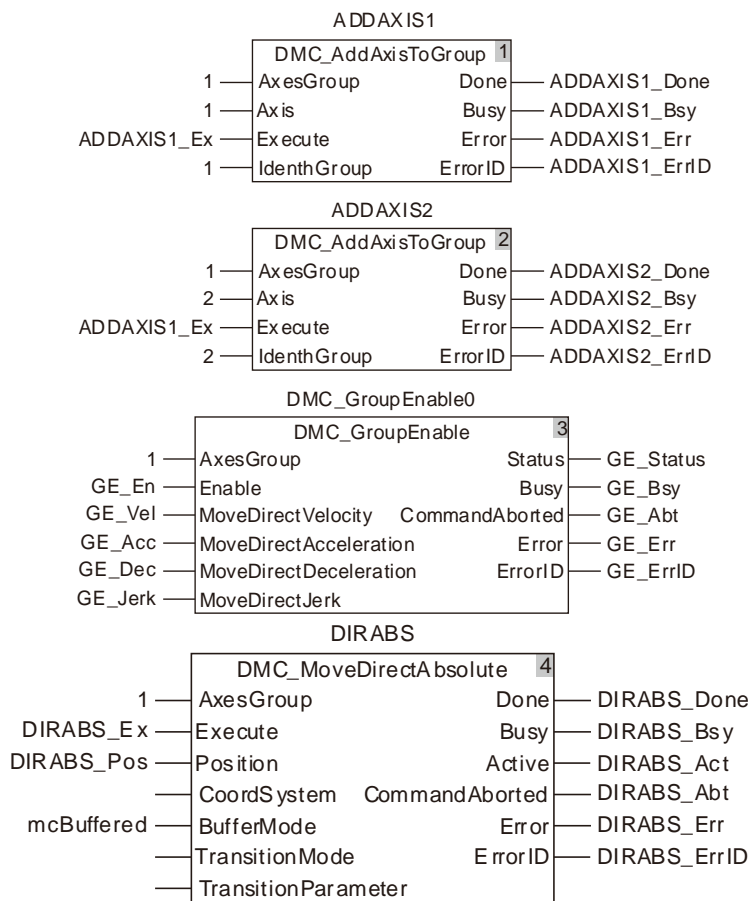 ADDAXIS1
DMC_AddAxisToGroup 1
1 AxesGroup Done ADDAXIS1_Done
1 Axis Busy ADDAXIS1_Bsy
ADDAXIS1_Ex Execute Error ADDAXIS1_Err
1 IdenthGroup ErrorID ADDAXIS1_ErrID
ADDAXIS2
DMC_AddAxisToGroup 2
1 AxesGroup Done ADDAXIS2_Done
2 Axis Busy ADDAXIS2_Bsy
ADDAXIS1_Ex Execute Error ADDAXIS2_Err
2 IdenthGroup ErrorID ADDAXIS2_ErrID
DMC_GroupEnable0
DMC_GroupEnable 3
1 AxesGroup Status GE_Status
GE_En Enable Busy GE_Bsy
GE_Vel MoveDirectVelocity CommandAborted GE_Abt
GE_Acc MoveDirectAcceleration Error GE_Err
GE_Dec MoveDirectDeceleration ErrorID GE_ErrID
GE_Jerk MoveDirectJerk
DIRABS
DMC_MoveDirectAbsolute 4
1 AxesGroup Done DIRABS_Done
DIRABS_Ex Execute Busy DIRABS_Bsy
DIRABS_Pos Position Active DIRABS_Act
CoordSystem CommandAborted DIRABS_Abt
mcBuffered BufferMode Error DIRABS_Err
TransitionMode ErrorID DIRABS_ErrID
TransitionParameter